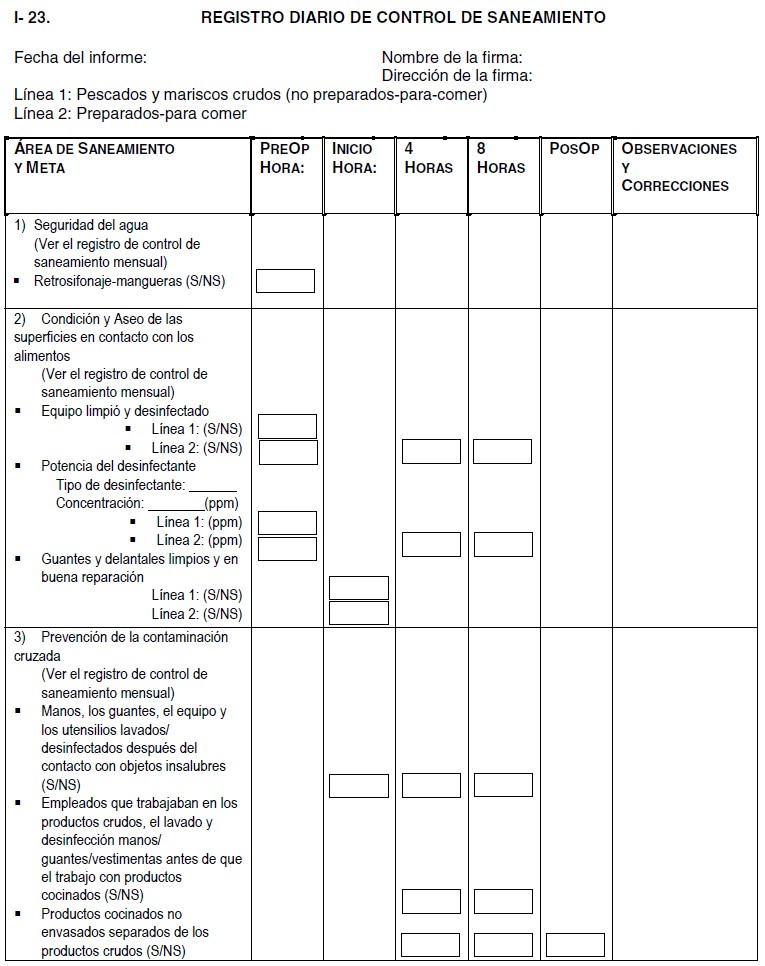 I- 23. REGISTRO DIARIO DE CONTROL DE SANEAMIENTO
Fecha del informe: Nombre de la firma:
Dirección de la firma:
Línea 1: Pescados y mariscos crudos (no preparados-para-comer)
Línea 2: Preparados-para comer
ÁREA DE SANEAMIENTO Y META
PREOP HORA:
INICIO HORA:
4 HORAS
8 HORAS
POSOP
OBSERVACIONES Y CORRECCIONES
1) Seguridad del agua
(Ver el registro de control de
saneamiento mensual)
▪ Retrosifonaje-mangueras (S/NS)
2) Condición y Aseo de las
superficies en contacto con los
alimentos
(Ver el registro de control de
saneamiento mensual)
▪ Equipo limpió y desinfectado
▪ Línea 1: (S/NS)
▪ Línea 2: (S/NS)
▪ Potencia del desinfectante
Tipo de desinfectante: _______
Concentración: ________(ppm)
▪ Línea 1: (ppm)
▪ Línea 2: (ppm)
▪ Guantes y delantales limpios y en
buena reparación
Línea 1: (S/NS)
Línea 2: (S/NS)
3) Prevención de la contaminación
cruzada
(Ver el registro de control de
saneamiento mensual)
▪ Manos, los guantes, el equipo y
los utensilios lavados/
desinfectados después del
contacto con objetos insalubres
(S/NS)
▪ Empleados que trabajaban en los
productos crudos, el lavado y
desinfección manos/
guantes/vestimentas antes de que
el trabajo con productos
cocinados (S/NS)
▪ Productos cocinados no
envasados separados de los
productos crudos (S/NS)